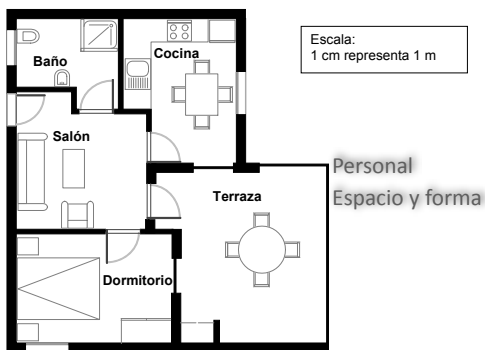 Escala:
1 cm representa 1 m
Baño
Cocina
Salón
Personal
Terraza
Espacio y forma
Dormitorio